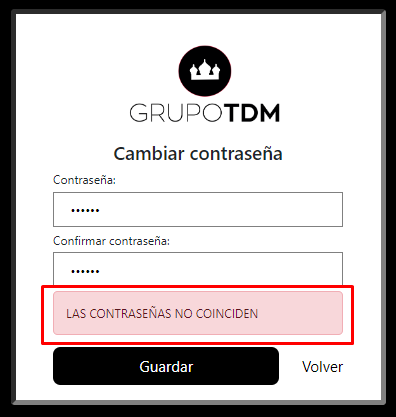 GRUPOTDM
Cambiar contraseña
Contraseña:
••••••
Confirmar contraseña:
••••••
LAS CONTRASEÑAS NO COINCIDEN
Guardar Volver